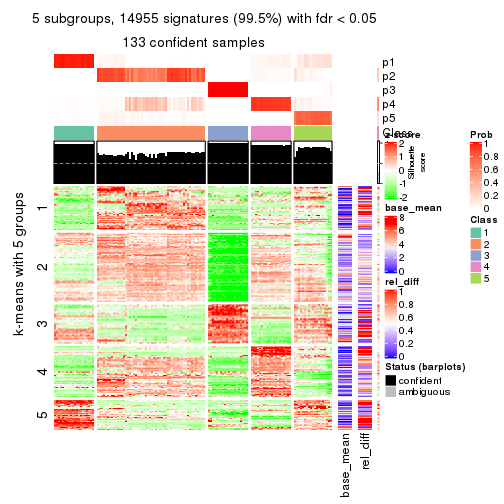 5 subgroups, 14955 signatures (99.5%) with fdr < 0.05
133 confident samples
p1
p2
p3
p4
p5
Class
Silhouette
score
k-means with 5 groups
1
2
3
4
5
base_mean
rel_diff
z-score
2
1
0
-1
-2
base_mean
8
6
4
2
0
rel_diff
1
0.8
0.6
0.4
0.2
0
Status (barplots)
confident
ambiguous
Prob
1
0.8
0.6
0.4
0.2
0
Class
1
2
3
4
5